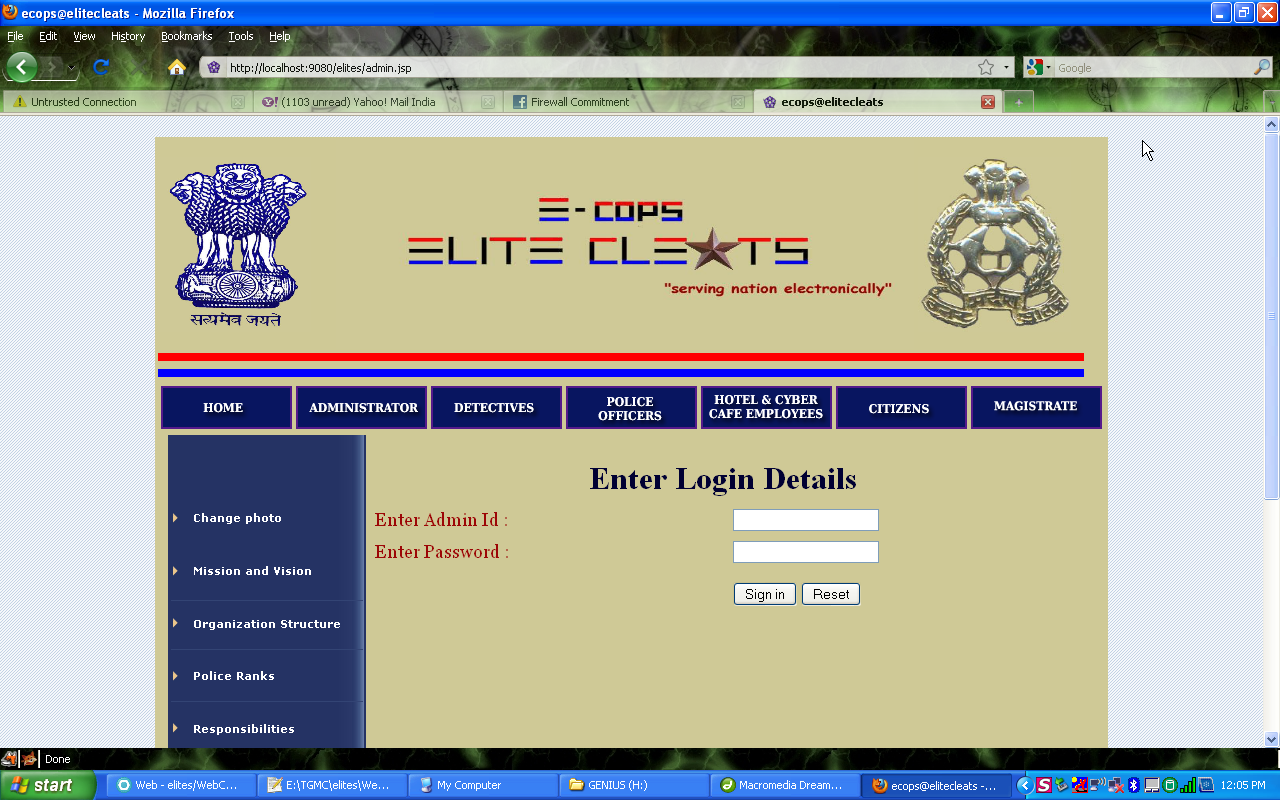 ecops@elitecleats - Mozilla Firefox
File Edit View History Bookmarks Tools Help
http://localhost:9080/elites/admin.jsp
Google
Untrusted Connection
(1103 unread) Yahoo! Mail India
Firewall Commitment
ecops@elitecleats
E-COPS
ELITE CLEATS
"serving nation electronically"
सत्यमेव जयते
HOME
ADMINISTRATOR
DETECTIVES
POLICE
OFFICERS
HOTEL & CYBER
CAFE EMPLOYEES
CITIZENS
MAGISTRATE
Enter Login Details
Change photo
Enter Admin Id :
Enter Password :
Mission and Vision
Sign in Reset
Organization Structure
Police Ranks
Responsibilities
Done
start
Web - elites/WebC...
E:\TGMC\elites\We...
My Computer
GENIUS (H:)
Macromedia Dream...
ecops@elitecleats -...
12:05 PM